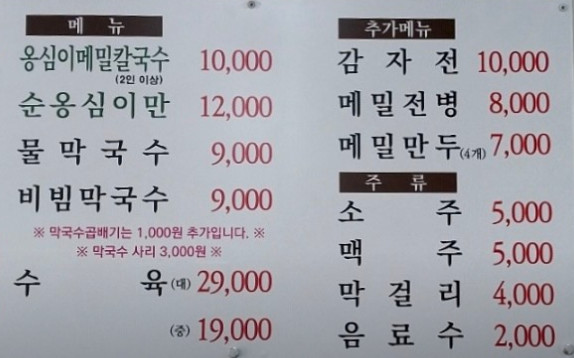 메 뉴
옹심이메밀칼국수 10,000
(2인 이상)
순옹심이만 12,000
물막국수 9,000
비빔막국수 9,000
※ 막국수곱배기는 1,000원 추가입니다. ※
※ 막국수 사리 3,000원 ※
수 육(대) 29,000
(중) 19,000
추가메뉴
감 자 전 10,000
메밀전병 8,000
메밀만두(4개) 7,000
주 류
소 주 5,000
맥 주 5,000
막 걸 리 4,000
음 료 수 2,000